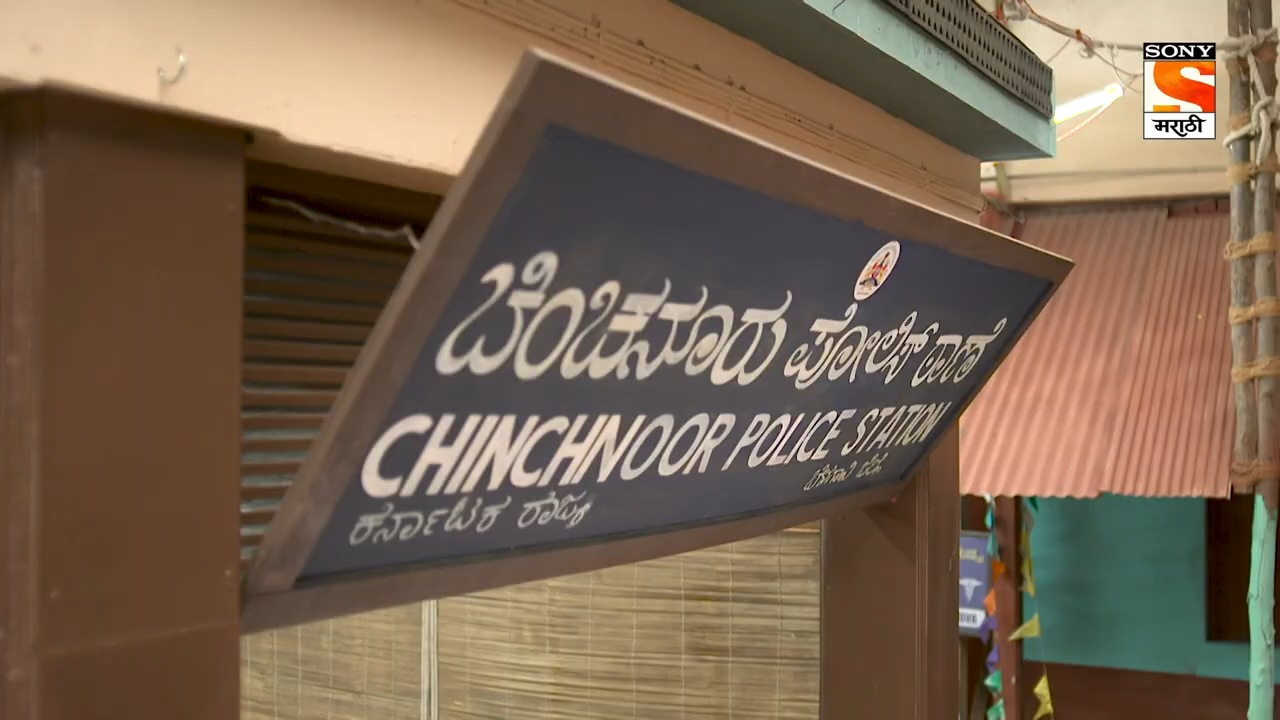 SONY
मराठी
ಚಿಂಚನೂರು ಪೋಲಿಸ್ ಠಾಣೆ
CHINCHNOOR POLICE STATION
ಕರ್ನಾಟಕ ರಾಜ್ಯ